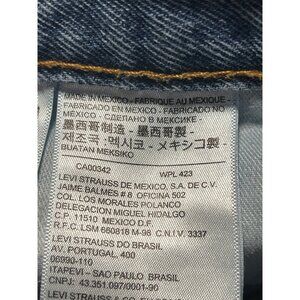 MADE IN MEXICO - FABRIQUE AU MEXIQUE -
FABRICADO EN MEXICO - FABRICADO NO
MEXICO - СДЕЛАНО В МЕКСИКЕ -
墨西哥制造 - 墨西哥製 -
제조국 멕시코 - メキシコ製 -
BUATAN MEKSIKO
CA00342 WPL 423
LEVI STRAUSS DE MEXICO, S.A. DE C.V.
JAIME BALMES # 8 OFICINA 502
COL. LOS MORALES POLANCO
DELEGACION MIGUEL HIDALGO
C.P. 11510 MEXICO D.F.
R.F.C. LSM 660818 M-98 C.N.I.V. 3337
LEVI STRAUSS DO BRASIL
AV. PORTUGAL, 400
06690-110
ITAPEVI - SAO PAULO BRASIL
CNPJ: 43.351.097/0001-90